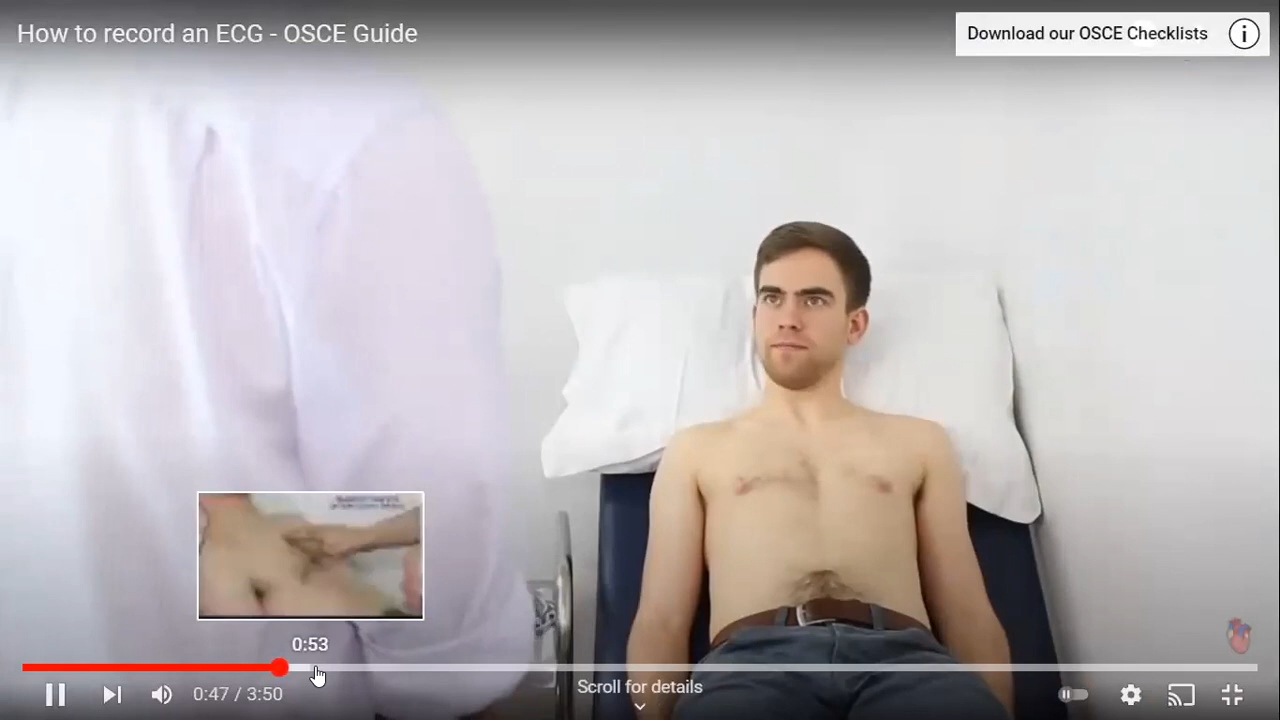 How to record an ECG - OSCE Guide
Download our OSCE Checklists
0:53
0:47 / 3:50
Scroll for details